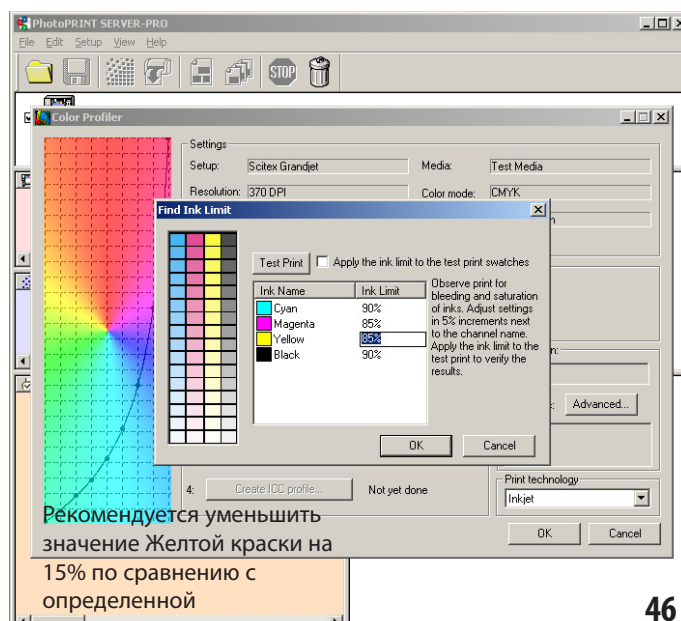 PhotoPRINT SERVER-PRO
File Edit Setup View Help
STOP
Color Profiler
Settings
Setup: Scitex Grandjet Media: Test Media
Resolution: 370 DPI Color mode: CMYK
Find Ink Limit
Test Print Apply the ink limit to the test print swatches
Ink Name Ink Limit
Cyan 90%
Magenta 85%
Yellow 85%
Black 90%
Observe print for
bleeding and saturation
of inks. Adjust settings
in 5% increments next
to the channel name.
Apply the ink limit to the
test print to verify the
results.
Advanced...
OK Cancel
4: Create ICC profile... Not yet done
Print technology
Inkjet
OK Cancel
Рекомендуется уменьшить
значение Желтой краски на
15% по сравнению с
определенной
46